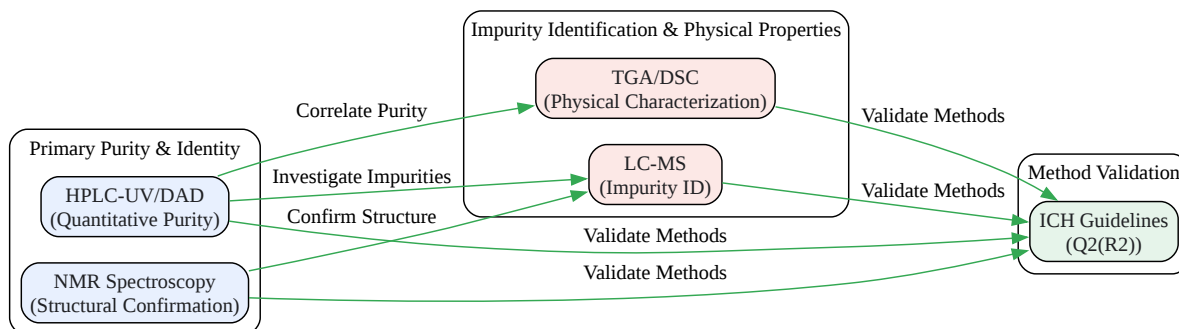 Impurity Identification & Physical Properties
TGA/DSC
(Physical Characterization)
Correlate Purity
Validate Methods
Primary Purity & Identity
HPLC-UV/DAD
(Quantitative Purity)
Investigate Impurities
LC-MS
(Impurity ID)
Validate Methods
Method Validation
ICH Guidelines
(Q2(R2))
Confirm Structure
Validate Methods
NMR Spectroscopy
(Structural Confirmation)
Validate Methods